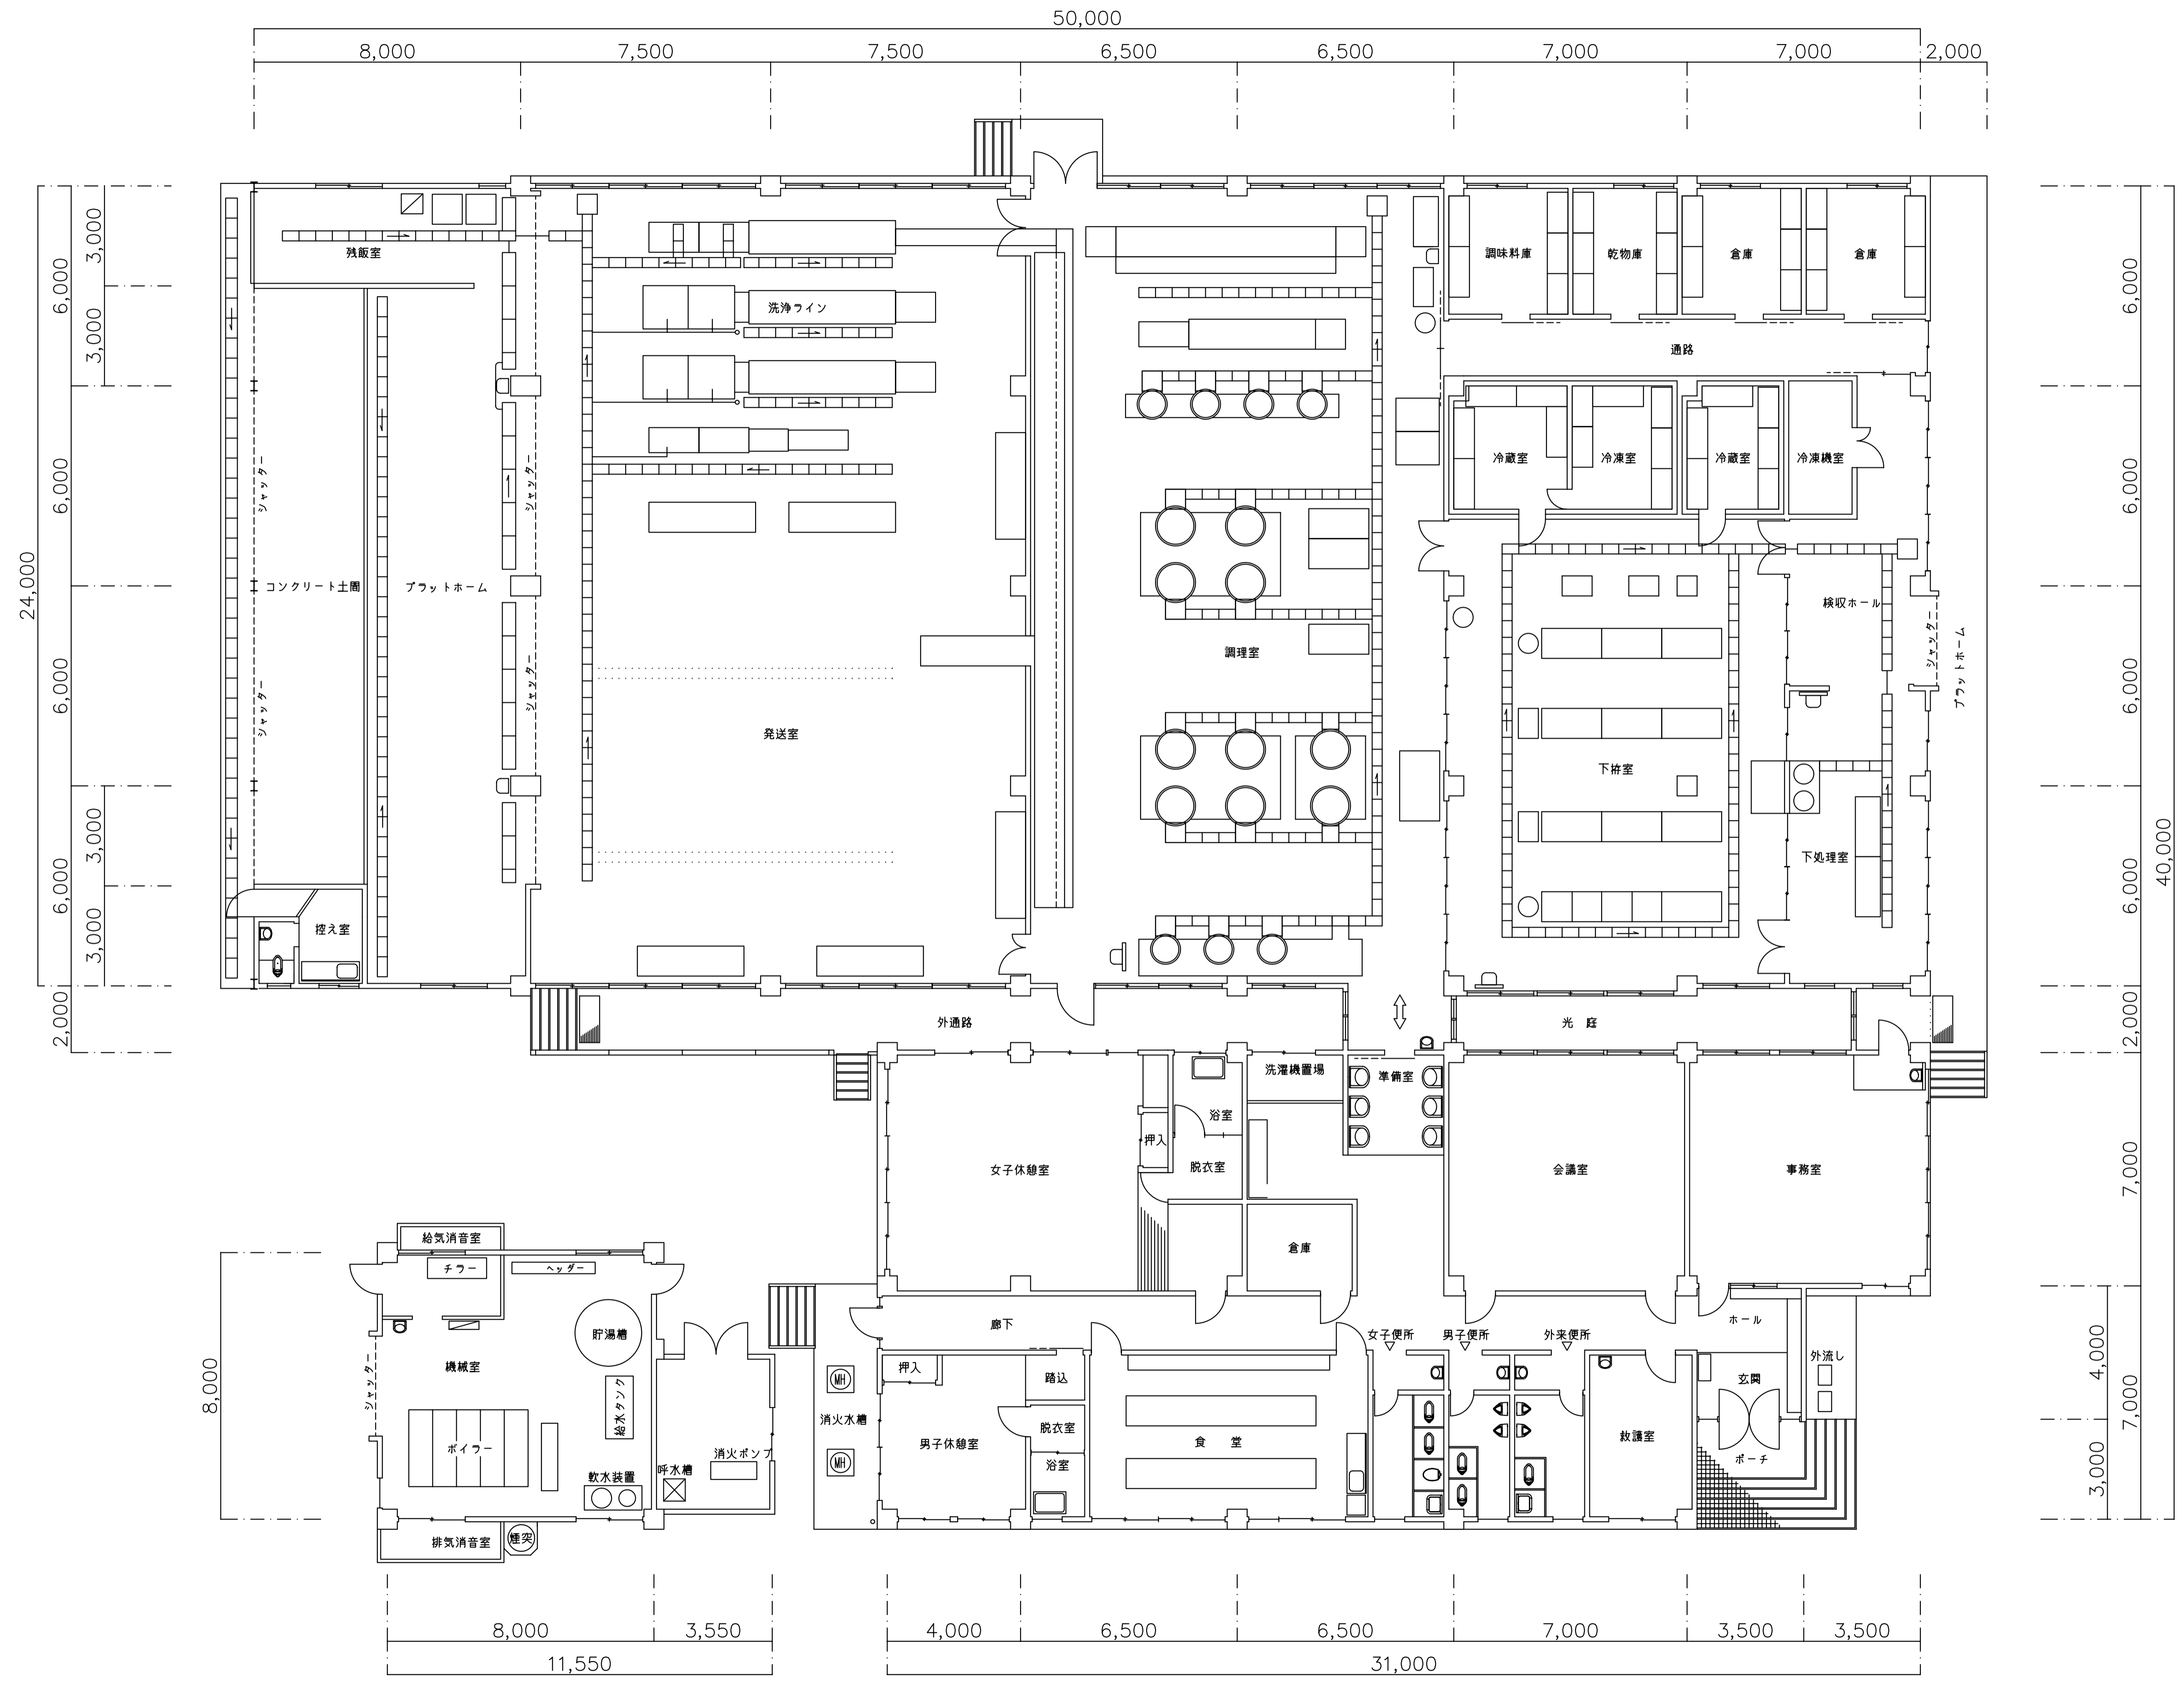 50,000
8,000 7,500 7,500 6,500 6,500 7,000 7,000 2,000
3,000
6,000
3,000
6,000
24,000
6,000
3,000
6,000
3,000
2,000
6,000
6,000
6,000
6,000
2,000
40,000
7,000
4,000
7,000
3,000
残飯室
洗浄ライン
調味料庫 乾物庫 倉庫 倉庫
通路
冷蔵室 冷凍室 冷蔵室 冷凍機室
シャッター シャッター
コンクリート土間 プラットホーム
検収ホール
シャッター
プラットホーム
調理室
シャッター シャッター
発送室
下拵室
下処理室
控え室
外通路
光 庭
洗濯機置場 準備室
浴室
押入
脱衣室
女子休憩室
会議室 事務室
倉庫
給気消音室
チラー ヘッダー
貯湯槽
機械室
シャッター
給水タンク
ボイラー
軟水装置
呼水槽
消火ポンプ
排気消音室 煙突
8,000
廊下
女子便所 男子便所 外来便所
ホール
外流し
押入
踏込
玄関
MH
消火水槽
MH
脱衣室
男子休憩室
浴室
食 堂
救護室
ポーチ
8,000 3,550
11,550
4,000 6,500 6,500 7,000 3,500 3,500
31,000